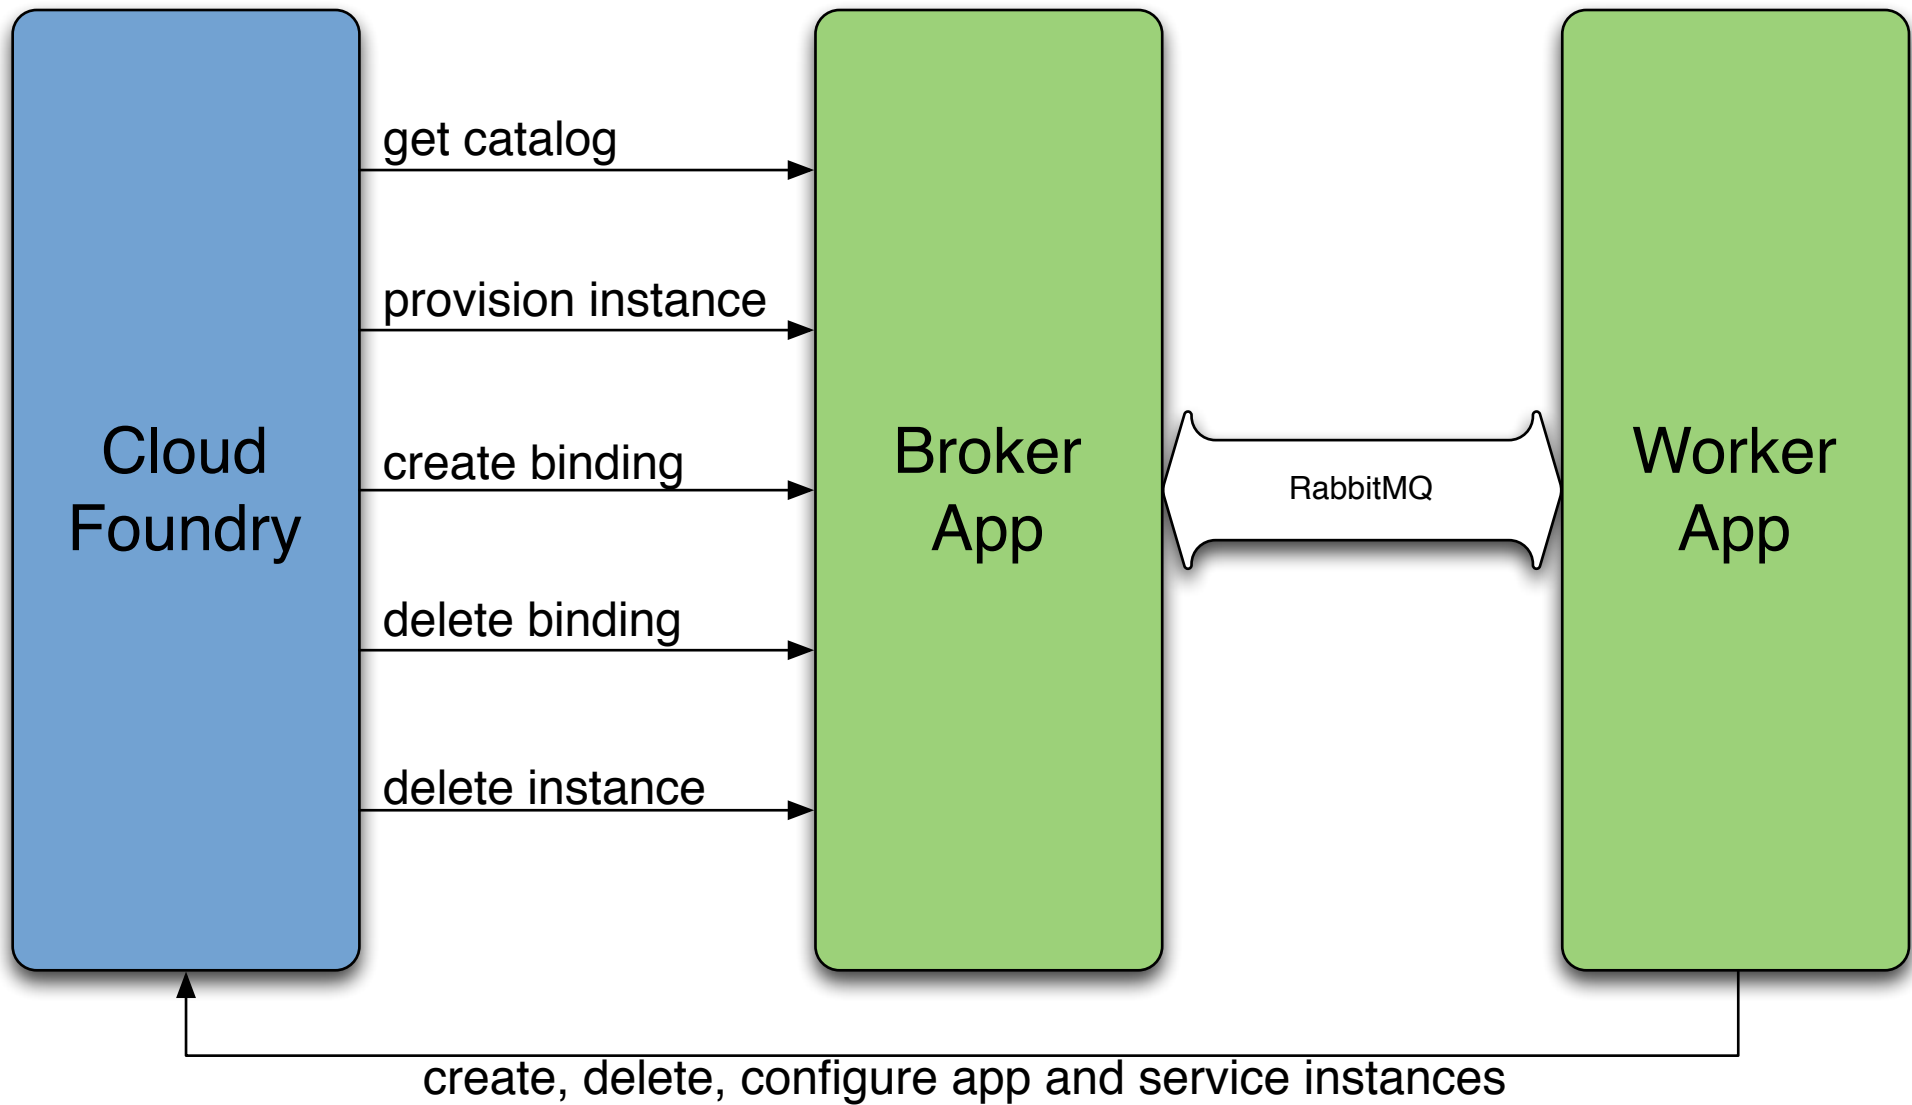 get catalog
provision instance
create binding
delete binding
delete instance
Cloud
Foundry
Broker
App
RabbitMQ
Worker
App
create, delete, configure app and service instances